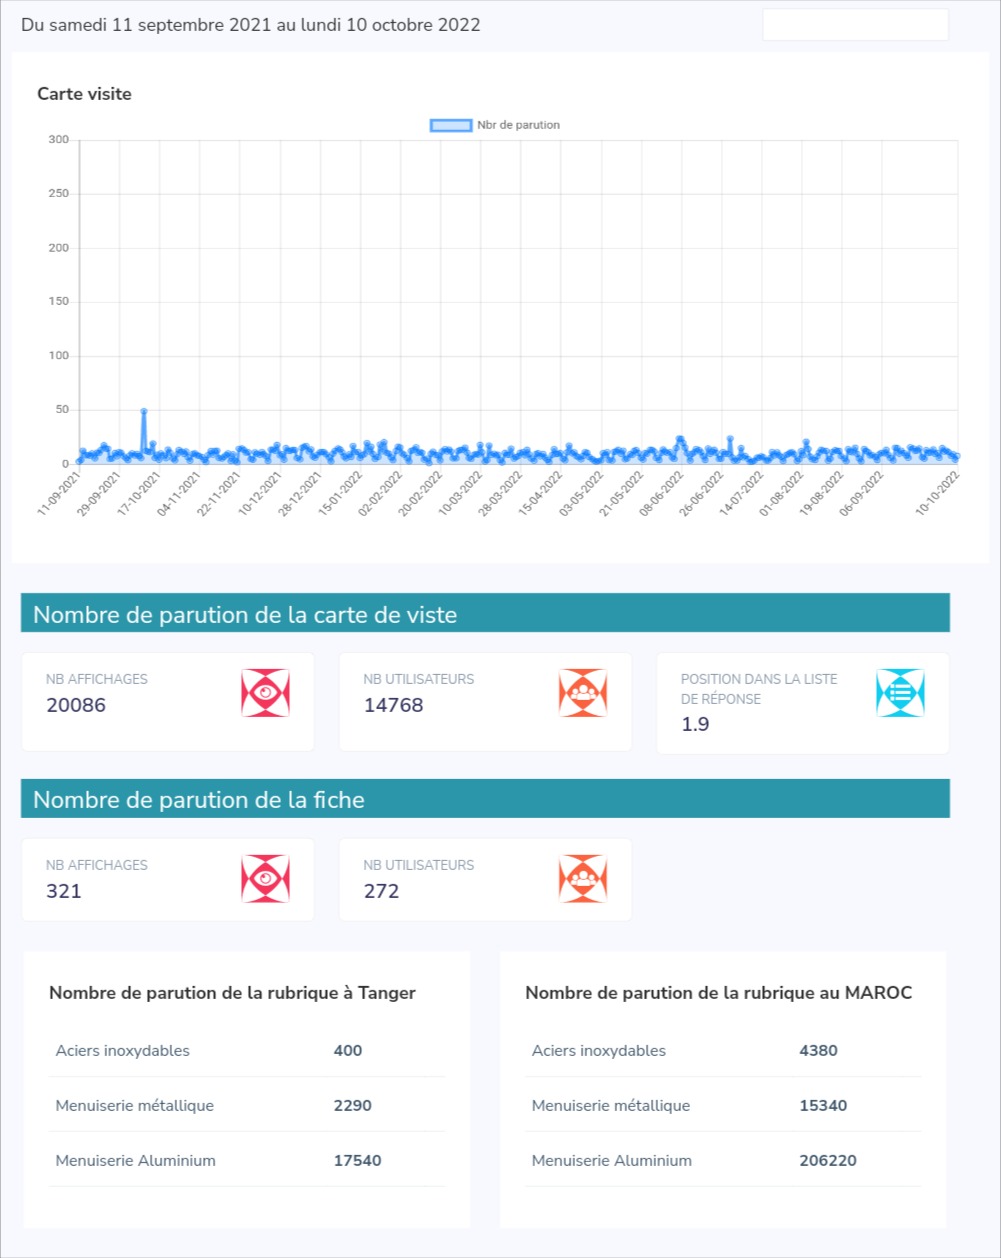 Du samedi 11 septembre 2021 au lundi 10 octobre 2022
Carte visite
Nbr de parution
300
250
200
150
100
50
0
11-09-2021
29-09-2021
17-10-2021
04-11-2021
22-11-2021
10-12-2021
28-12-2021
15-01-2022
02-02-2022
20-02-2022
10-03-2022
28-03-2022
15-04-2022
03-05-2022
21-05-2022
08-06-2022
26-06-2022
14-07-2022
01-08-2022
19-08-2022
06-09-2022
10-10-2022
Nombre de parution de la carte de viste
NB AFFICHAGES
20086
NB UTILISATEURS
14768
POSITION DANS LA LISTE
DE RÉPONSE
1.9
Nombre de parution de la fiche
NB AFFICHAGES
321
NB UTILISATEURS
272
Nombre de parution de la rubrique à Tanger
Aciers inoxydables 400
Menuiserie métallique 2290
Menuiserie Aluminium 17540
Nombre de parution de la rubrique au MAROC
Aciers inoxydables 4380
Menuiserie métallique 15340
Menuiserie Aluminium 206220